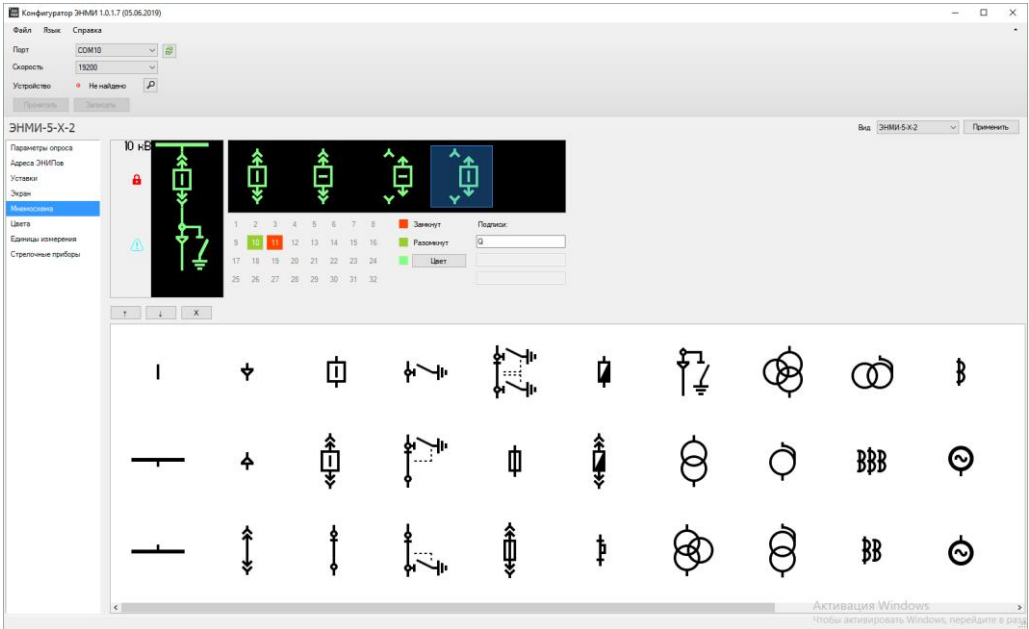 Конфигуратор ЭНМИ 1.0.1.7 (05.06.2019)
Файл Язык Справка
Порт COM10
Скорость 19200
Устройство Не найдено
Прочитать Записать
ЭНМИ-5-X-2
Вид ЭНМИ-5-X-2 Применить
Параметры опроса
Адреса ЭНИПов
Уставки
Экран
Мнемосхема
Цвета
Единицы измерения
Стрелочные приборы
10 кВ
1 2 3 4 5 6 7 8
9 10 11 12 13 14 15 16
17 18 19 20 21 22 23 24
25 26 27 28 29 30 31 32
Замкнут
Разомкнут
Цвет
Подписи:
Q
↑ ↓ X
Активация Windows
Чтобы активировать Windows, перейдите в